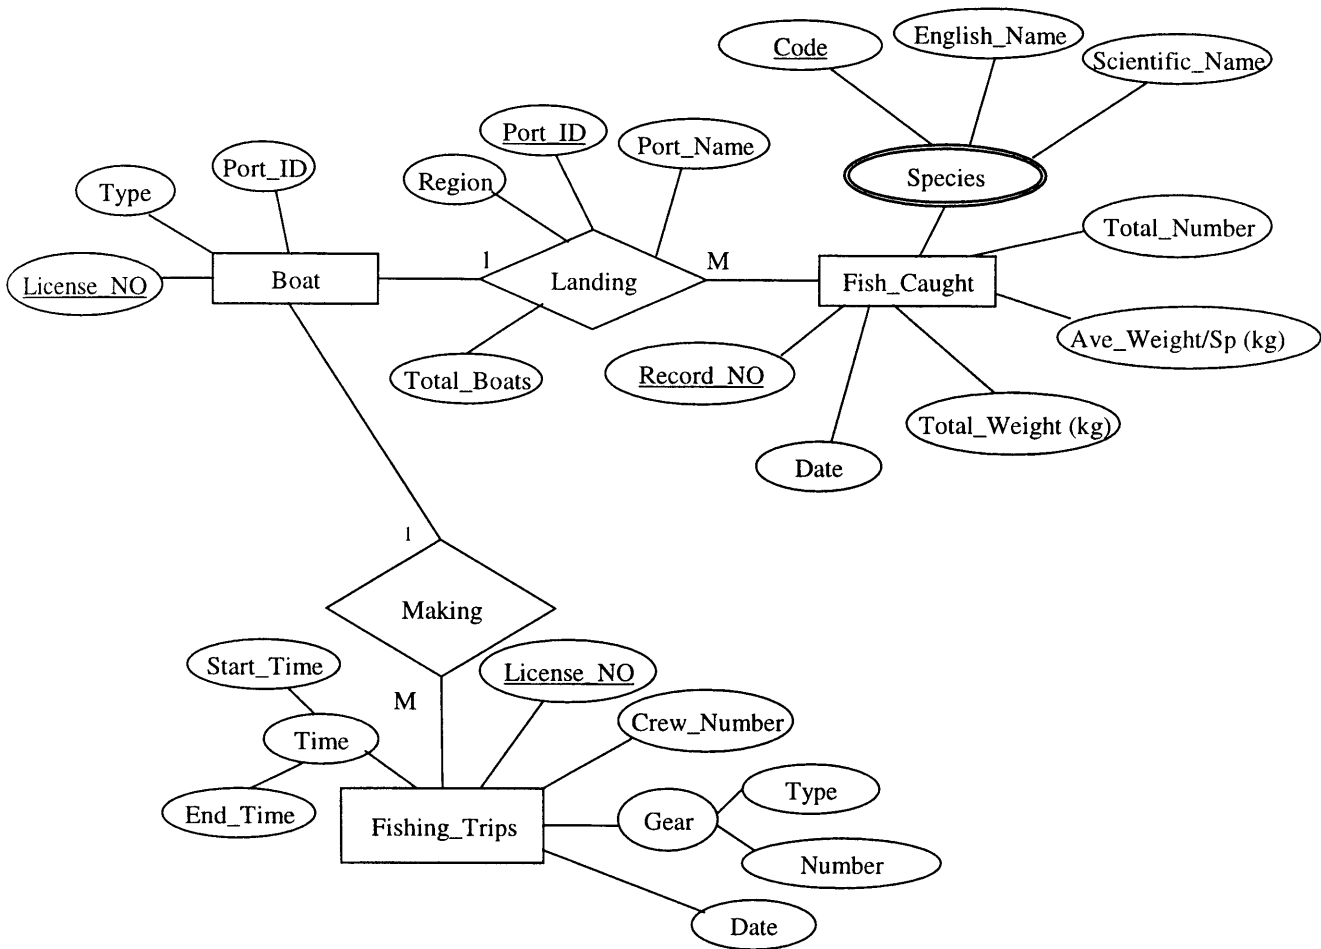 Code
English_Name
Scientific_Name
Port_ID
Port_Name
Port_ID
Region
Type
Species
Total_Number
License_NO
Boat
1
Landing
M
Fish_Caught
Ave_Weight/Sp (kg)
Total_Boats
Record_NO
Total_Weight (kg)
Date
1
Making
Start_Time
License_NO
M
Crew_Number
Time
Type
End_Time
Fishing_Trips
Gear
Number
Date